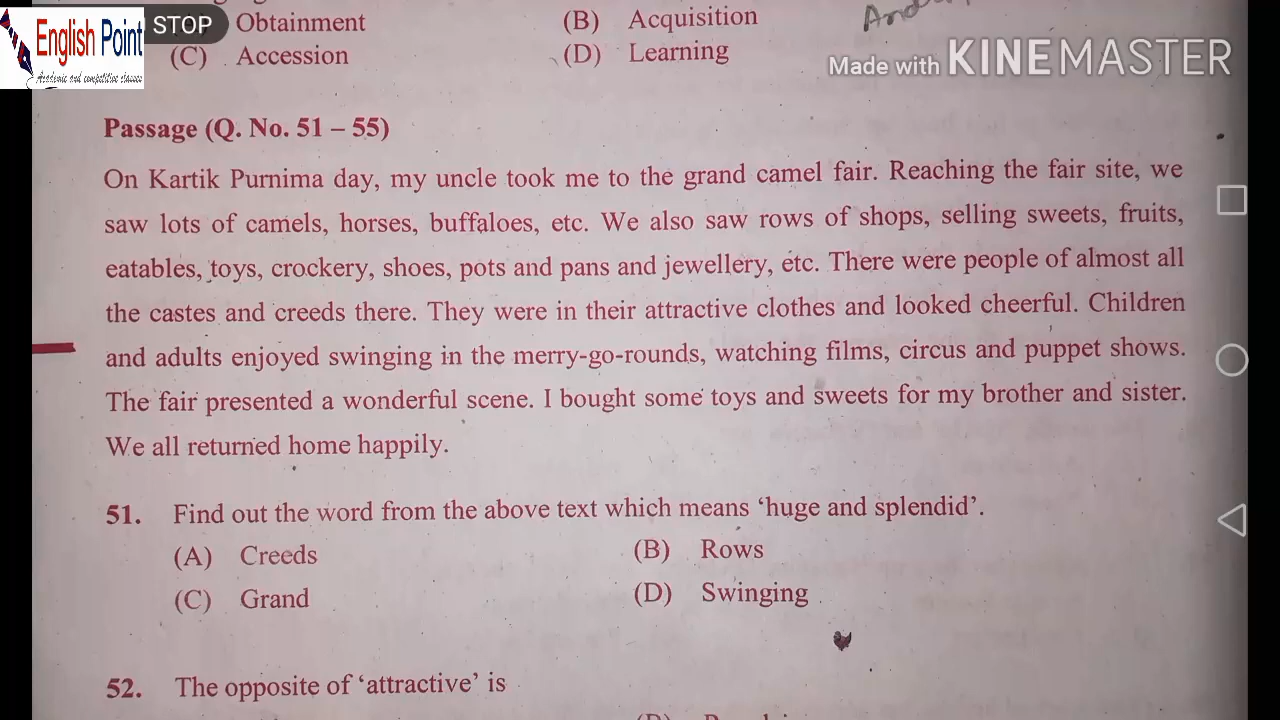 English Point
Academic and competitive classes
STOP
Obtainment
(B) Acquisition
(C) Accession
(D) Learning
Made with KINEMASTER
Passage (Q. No. 51 – 55)
On Kartik Purnima day, my uncle took me to the grand camel fair. Reaching the fair site, we
saw lots of camels, horses, buffaloes, etc. We also saw rows of shops, selling sweets, fruits,
eatables, toys, crockery, shoes, pots and pans and jewellery, etc. There were people of almost all
the castes and creeds there. They were in their attractive clothes and looked cheerful. Children
and adults enjoyed swinging in the merry-go-rounds, watching films, circus and puppet shows.
The fair presented a wonderful scene. I bought some toys and sweets for my brother and sister.
We all returned home happily.
51. Find out the word from the above text which means ‘huge and splendid’.
(A) Creeds
(B) Rows
(C) Grand
(D) Swinging
52. The opposite of ‘attractive’ is